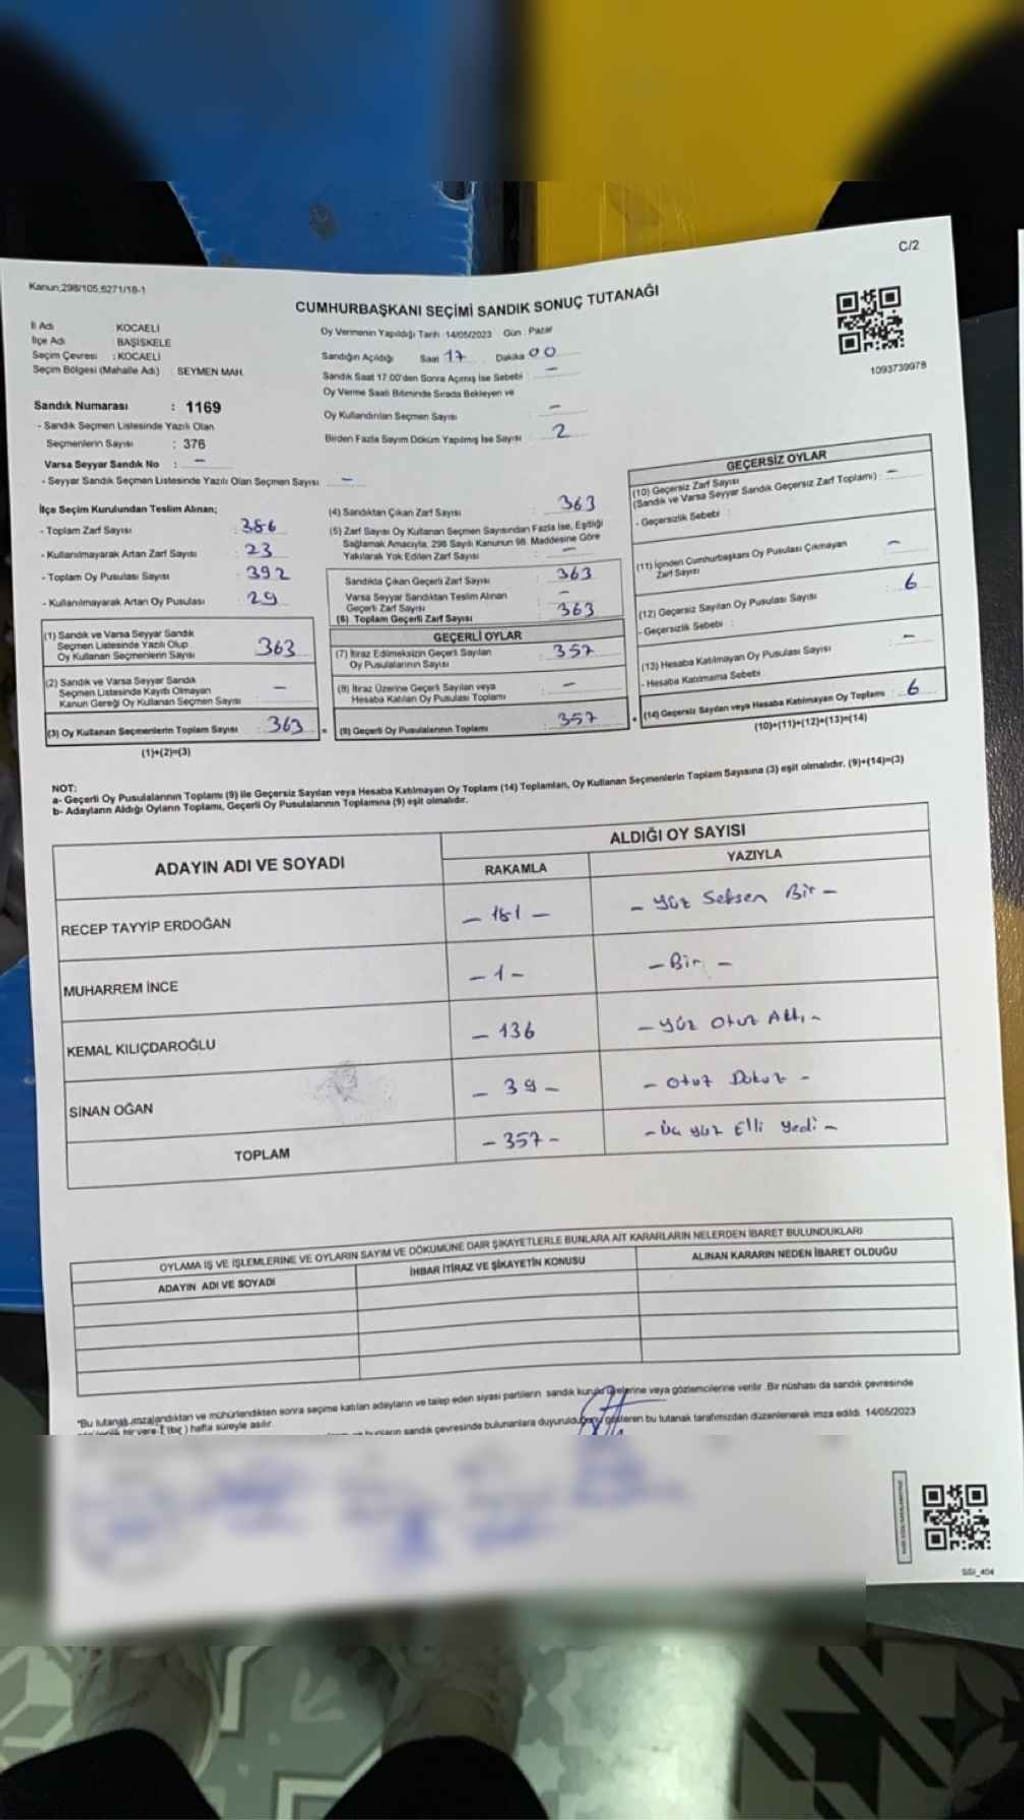 C/2
Kanun;298/105,6271/18-1
CUMHURBAŞKANI SEÇİMİ SANDIK SONUÇ TUTANAĞI
1093739978
İl Adı : KOCAELİ
İlçe Adı : BAŞİSKELE
Seçim Çevresi : KOCAELİ
Seçim Bölgesi (Mahalle Adı) : SEYMEN MAH.
Sandık Numarası : 1169
- Sandık Seçmen Listesinde Yazılı Olan
Seçmenlerin Sayısı : 376
Varsa Seyyar Sandık No : -
- Seyyar Sandık Seçmen Listesinde Yazılı Olan Seçmen Sayısı -
Oy Vermenin Yapıldığı Tarih :14/05/2023 Gün : Pazar
Sandığın Açıldığı Saat 17 Dakika 00
Sandık Saat 17.00'den Sonra Açılmış İse Sebebi : -
Oy Verme Saati Bitiminde Sırada Bekleyen ve
Oy Kullandırılan Seçmen Sayısı -
Birden Fazla Sayım Döküm Yapılmış İse Sayısı 2
İlçe Seçim Kurulundan Teslim Alınan;
- Toplam Zarf Sayısı : 386
- Kullanılmayarak Artan Zarf Sayısı : 23
- Toplam Oy Pusulası Sayısı : 392
- Kullanılmayarak Artan Oy Pusulası : 29
(1) Sandık ve Varsa Seyyar Sandık
Seçmen Listesinde Yazılı Olup
Oy Kullanan Seçmenlerin Sayısı 363
(2) Sandık ve Varsa Seyyar Sandık
Seçmen Listesinde Kayıtlı Olmayan
Kanun Gereği Oy Kullanan Seçmen Sayısı -
(3) Oy Kullanan Seçmenlerin Toplam Sayısı : 363 =
(1)+(2)=(3)
(4) Sandıktan Çıkan Zarf Sayısı : 363
(5) Zarf Sayısı Oy Kullanan Seçmen Sayısından Fazla İse, Eşitliği
Sağlamak Amacıyla, 298 Sayılı Kanunun 98. Maddesine Göre
Yakılarak Yok Edilen Zarf Sayısı : -
Sandıkta Çıkan Geçerli Zarf Sayısı : 363
Varsa Seyyar Sandıktan Teslim Alınan
Geçerli Zarf Sayısı : -
(6) Toplam Geçerli Zarf Sayısı : 363
GEÇERLİ OYLAR
(7) İtiraz Edilmeksizin Geçerli Sayılan
Oy Pusulalarının Sayısı : 357
(8) İtiraz Üzerine Geçerli Sayılan veya
Hesaba Katılan Oy Pusulası Toplamı : -
(9) Geçerli Oy Pusulalarının Toplamı : 357 +
GEÇERSİZ OYLAR
(10) Geçersiz Zarf Sayısı
(Sandık ve Varsa Seyyar Sandık Geçersiz Zarf Toplamı) : -
- Geçersizlik Sebebi :
(11) İçinden Cumhurbaşkanı Oy Pusulası Çıkmayan
Zarf Sayısı -
(12) Geçersiz Sayılan Oy Pusulası Sayısı : 6
- Geçersizlik Sebebi :
(13) Hesaba Katılmayan Oy Pusulası Sayısı : -
- Hesaba Katılmama Sebebi :
(14) Geçersiz Sayılan veya Hesaba Katılmayan Oy Toplamı : 6
(10)+(11)+(12)+(13)=(14)
NOT:
a- Geçerli Oy Pusulalarının Toplamı (9) ile Geçersiz Sayılan veya Hesaba Katılmayan Oy Toplamı (14) Toplamları, Oy Kullanan Seçmenlerin Toplam Sayısına (3) eşit olmalıdır. (9)+(14)=(3)
b- Adayların Aldığı Oyların Toplamı, Geçerli Oy Pusulalarının Toplamına (9) eşit olmalıdır.
ADAYIN ADI VE SOYADI ALDIĞI OY SAYISI
RAKAMLA YAZIYLA
RECEP TAYYİP ERDOĞAN - 181 - - Yüz Seksen Bir -
MUHARREM İNCE - 1 - - Bir -
KEMAL KILIÇDAROĞLU - 136 - Yüz Otuz Altı -
SİNAN OĞAN - 39 - - Otuz Dokuz -
TOPLAM - 357 - - Üç Yüz Elli Yedi -
OYLAMA İŞ VE İŞLEMLERİNE VE OYLARIN SAYIM VE DÖKÜMÜNE DAİR ŞİKAYETLERLE BUNLARA AİT KARARLARIN NELERDEN İBARET BULUNDUKLARI
ADAYIN ADI VE SOYADI İHBAR İTİRAZ VE ŞİKAYETİN KONUSU ALINAN KARARIN NEDEN İBARET OLDUĞU
"Bu tutanak imzalandıktan ve mühürlendikten sonra seçime katılan adayların ve talep eden siyasi partilerin sandık kurulu üyelerine veya gözlemcilerine verilir. Bir nüshası da sandık çevresinde
bir yere 1 (bir) hafta süreyle asılır.
sandık çevresinde bulunanlara duyurulduğunu gösteren bu tutanak tarafımızdan düzenlenerek imza edildi. 14/05/2023
SSI_404